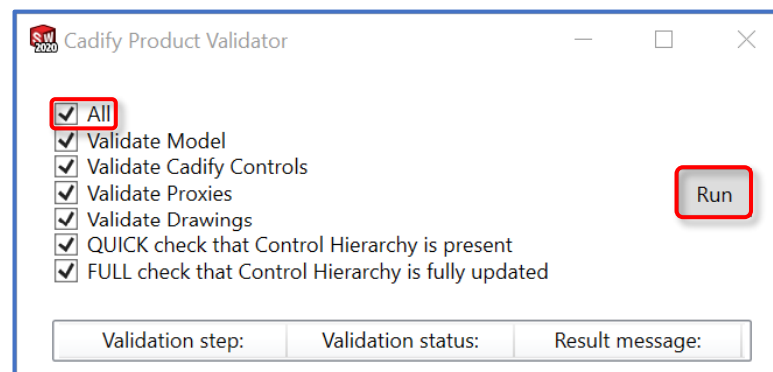 SW
2020
Cadify Product Validator
All
Validate Model
Validate Cadify Controls
Validate Proxies
Run
Validate Drawings
QUICK check that Control Hierarchy is present
FULL check that Control Hierarchy is fully updated
Validation step: Validation status: Result message: